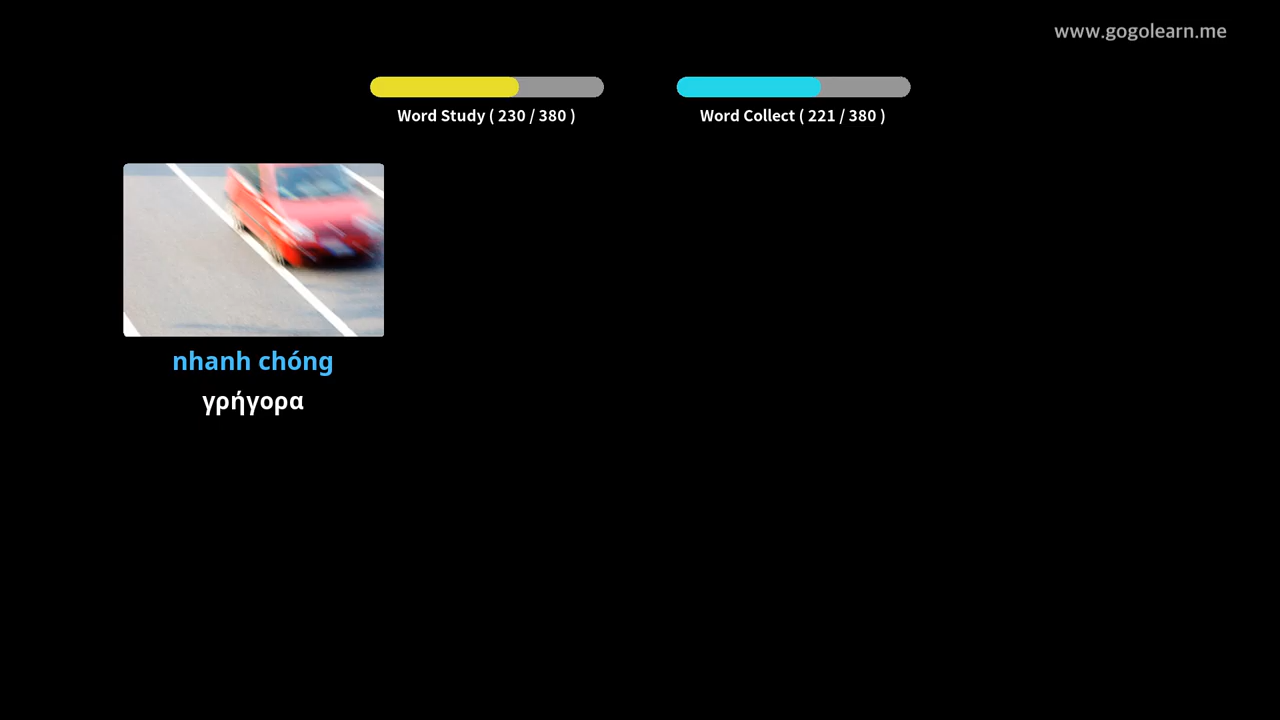 www.gogolearn.me
Word Study ( 230 / 380 )
Word Collect ( 221 / 380 )
nhanh chóng
γρήγορα